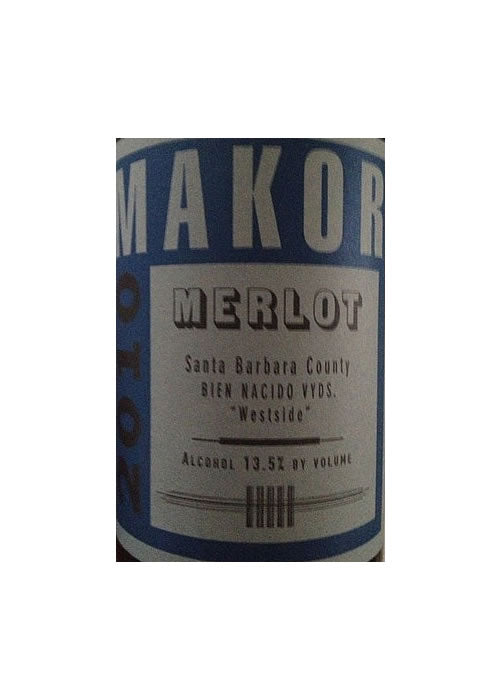 MAKOR
2010
MERLOT
Santa Barbara County
BIEN NACIDO VYDS.
"Westside"
ALCOHOL 13.5% BY VOLUME